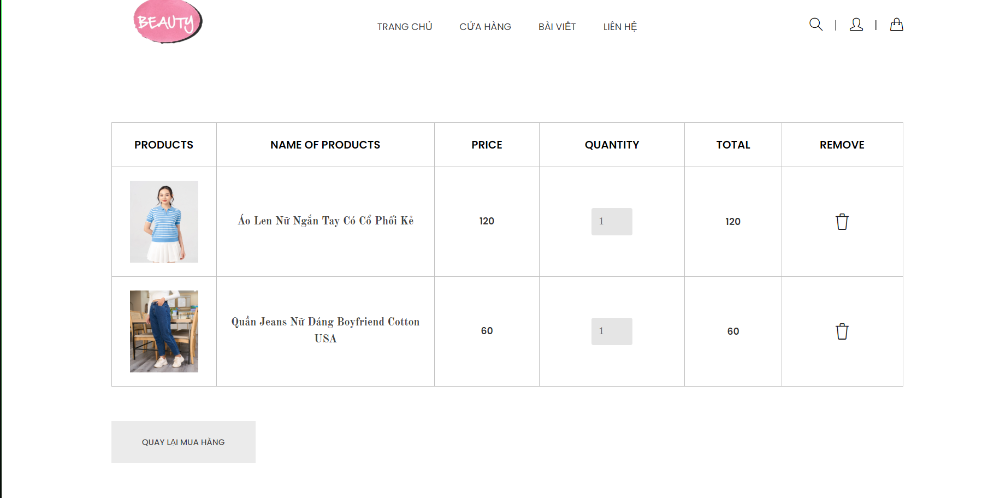 BEAUTY
TRANG CHỦ
CỬA HÀNG
BÀI VIẾT
LIÊN HỆ
PRODUCTS
NAME OF PRODUCTS
PRICE
QUANTITY
TOTAL
REMOVE
Áo Len Nữ Ngắn Tay Có Cổ Phối Kẻ
120
1
120
Quần Jeans Nữ Dáng Boyfriend Cotton
USA
60
1
60
QUAY LẠI MUA HÀNG